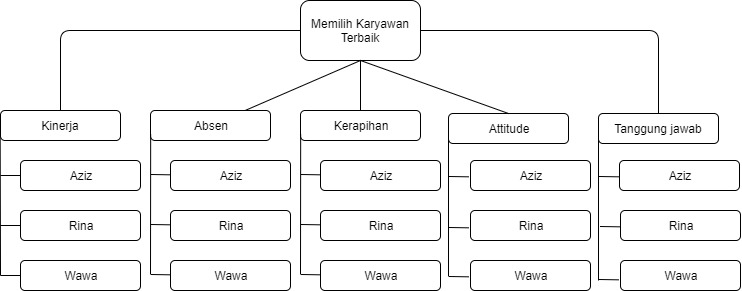 Memilih Karyawan
Terbaik
Kinerja
Absen
Kerapihan
Attitude
Tanggung jawab
Aziz
Aziz
Aziz
Aziz
Aziz
Rina
Rina
Rina
Rina
Rina
Wawa
Wawa
Wawa
Wawa
Wawa